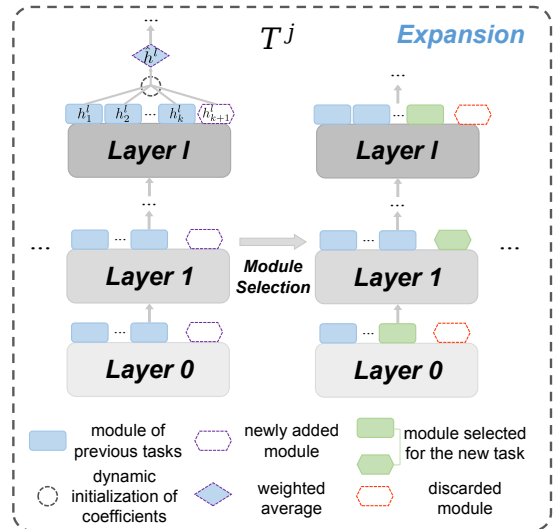 T^j
Expansion
...
h^l
h_1^l h_2^l ... h_k^l h_{k+1}^l
...
Layer l
Layer l
...
...
... ... ... ...
Layer 1
Module
Selection
Layer 1
... ...
Layer 0
Layer 0
module of
previous tasks
newly added
module
module selected
for the new task
dynamic
initialization of
coefficients
weighted
average
discarded
module